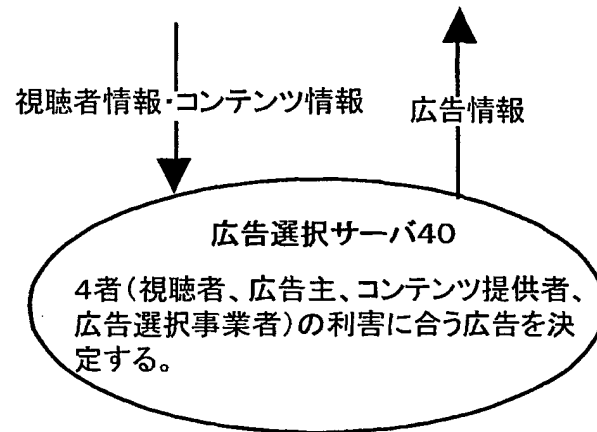 視聴者情報・コンテンツ情報
広告情報
広告選択サーバ40
4者(視聴者、広告主、コンテンツ提供者、
広告選択事業者)の利害に合う広告を決
定する。